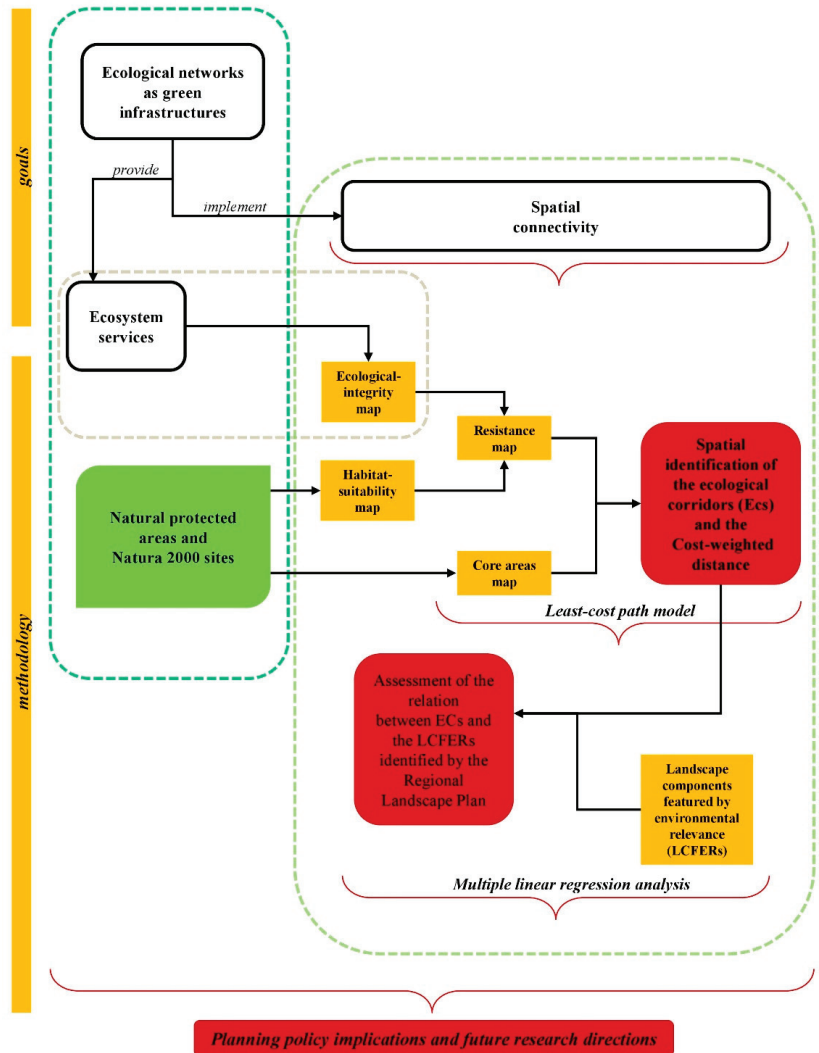 goals
Ecological networks
as green
infrastructures
provide
implement
Spatial
connectivity
Ecosystem
services
methodology
Ecological-
integrity
map
Resistance
map
Habitat-
suitability
map
Natural protected
areas and
Natura 2000 sites
Core areas
map
Spatial
identification of
the ecological
corridors (Ecs)
and the
Cost-weighted
distance
Least-cost path model
Assessment of the
relation
between ECs and
the LCFERs
identified by the
Regional
Landscape Plan
Landscape
components
featured by
environmental
relevance
(LCFERs)
Multiple linear regression analysis
Planning policy implications and future research directions